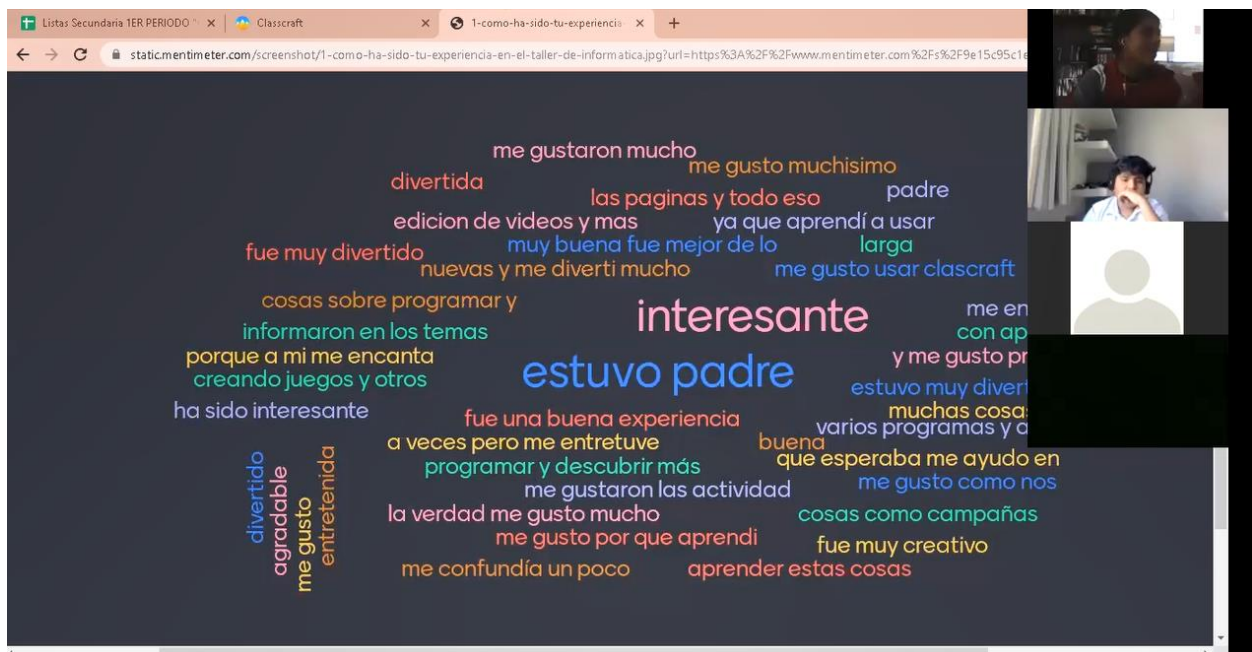 Listas Secundaria 1ER PERIODO "
Classcraft
1-como-ha-sido-tu-experiencia-
static.mentimeter.com/screenshot/1-como-ha-sido-tu-experiencia-en-el-taller-de-informatica.jpg?url=https%3A%2F%2Fwww.mentimeter.com%2Fs%2F9e15c95c1e
me gustaron mucho
me gusto muchisimo
divertida
las paginas y todo eso
padre
edicion de videos y mas
ya que aprendí a usar
fue muy divertido
muy buena fue mejor de lo
larga
nuevas y me diverti mucho
me gusto usar clascraft
cosas sobre programar y
interesante
me en
informaron en los temas
con ap
porque a mi me encanta
y me gusto pr
creando juegos y otros
estuvo padre
estuvo muy divert
ha sido interesante
muchas cosas
fue una buena experiencia
varios programas y a
a veces pero me entretuve
buena
que esperaba me ayudo en
programar y descubrir más
me gusto como nos
me gustaron las actividad
divertido
agradable
me gusto
entretenida
la verdad me gusto mucho
cosas como campañas
me gusto por que aprendi
fue muy creativo
me confundía un poco
aprender estas cosas